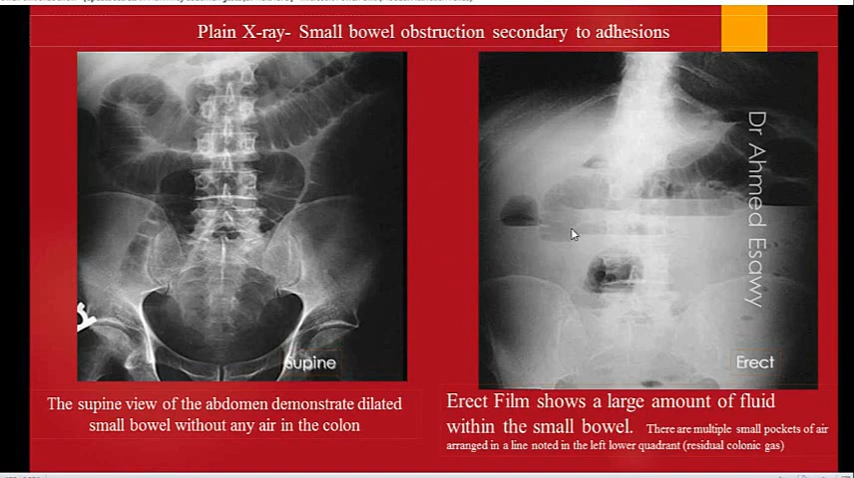 Plain X-ray- Small bowel obstruction secondary to adhesions
Dr Ahmed Esawy
Supine
Erect
The supine view of the abdomen demonstrate dilated
small bowel without any air in the colon
Erect Film shows a large amount of fluid
within the small bowel. There are multiple small pockets of air
arranged in a line noted in the left lower quadrant (residual colonic gas)